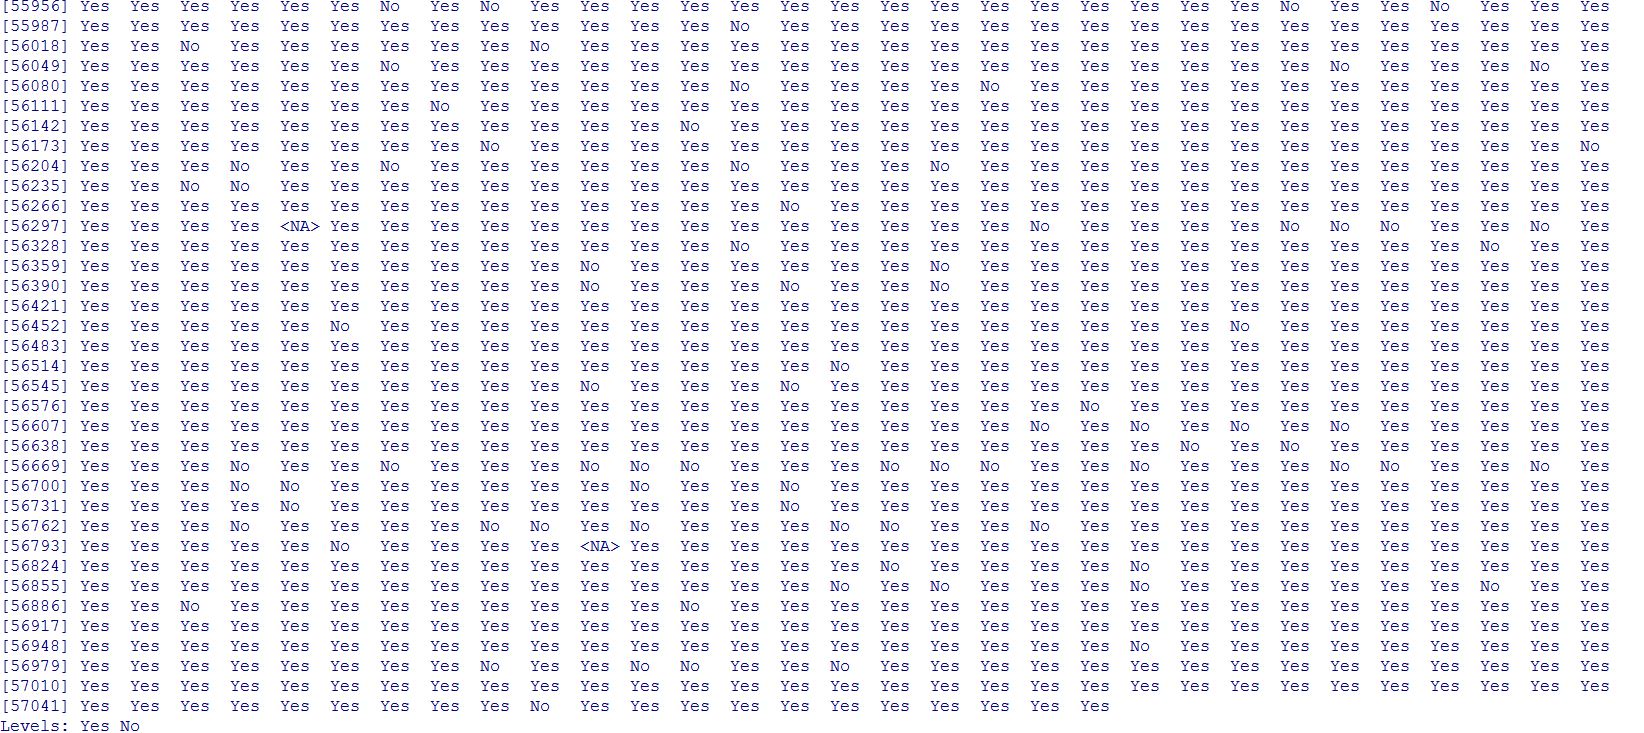 [55956] Yes Yes Yes Yes Yes Yes No Yes No Yes Yes Yes Yes Yes Yes Yes Yes Yes Yes Yes No Yes Yes Yes No Yes Yes No Yes Yes Yes
[55987] Yes Yes Yes Yes Yes Yes Yes Yes Yes Yes Yes Yes Yes No Yes Yes Yes Yes Yes Yes Yes Yes Yes Yes Yes Yes Yes Yes Yes Yes Yes
[56018] Yes Yes No Yes Yes Yes Yes Yes Yes No Yes Yes Yes Yes Yes Yes Yes Yes Yes Yes Yes Yes Yes Yes Yes Yes Yes Yes Yes Yes Yes
[56049] Yes Yes Yes Yes Yes Yes No Yes Yes Yes Yes Yes Yes Yes Yes Yes Yes Yes Yes Yes Yes Yes Yes Yes Yes No Yes Yes Yes No Yes
[56080] Yes Yes Yes Yes Yes Yes Yes Yes Yes Yes Yes Yes Yes No Yes Yes Yes Yes No Yes Yes Yes Yes Yes Yes Yes Yes Yes Yes Yes Yes
[56111] Yes Yes Yes Yes Yes Yes Yes No Yes Yes Yes Yes Yes Yes Yes Yes Yes Yes Yes Yes Yes Yes Yes Yes Yes Yes Yes Yes Yes Yes Yes
[56142] Yes Yes Yes Yes Yes Yes Yes Yes Yes Yes Yes Yes No Yes Yes Yes Yes Yes Yes Yes Yes Yes Yes Yes Yes Yes Yes Yes Yes Yes Yes
[56173] Yes Yes Yes Yes Yes Yes Yes Yes No Yes Yes Yes Yes Yes Yes Yes Yes Yes Yes Yes Yes Yes Yes Yes Yes Yes Yes Yes Yes Yes No
[56204] Yes Yes Yes No Yes Yes No Yes Yes Yes Yes Yes Yes No Yes Yes Yes No Yes Yes Yes Yes Yes Yes Yes Yes Yes Yes Yes Yes Yes
[56235] Yes Yes No No Yes Yes Yes Yes Yes Yes Yes Yes Yes Yes Yes Yes Yes Yes Yes Yes Yes Yes Yes Yes Yes Yes Yes Yes Yes Yes Yes
[56266] Yes Yes Yes Yes Yes Yes Yes Yes Yes Yes Yes Yes Yes Yes No Yes Yes Yes Yes Yes Yes Yes Yes Yes Yes Yes Yes Yes Yes Yes Yes
[56297] Yes Yes Yes Yes <NA> Yes Yes Yes Yes Yes Yes Yes Yes Yes Yes Yes Yes Yes Yes No Yes Yes Yes Yes No No No Yes Yes No Yes
[56328] Yes Yes Yes Yes Yes Yes Yes Yes Yes Yes Yes Yes Yes No Yes Yes Yes Yes Yes Yes Yes Yes Yes Yes Yes Yes Yes Yes No Yes Yes
[56359] Yes Yes Yes Yes Yes Yes Yes Yes Yes Yes No Yes Yes Yes Yes Yes Yes No Yes Yes Yes Yes Yes Yes Yes Yes Yes Yes Yes Yes Yes
[56390] Yes Yes Yes Yes Yes Yes Yes Yes Yes Yes No Yes Yes Yes No Yes Yes No Yes Yes Yes Yes Yes Yes Yes Yes Yes Yes Yes Yes Yes
[56421] Yes Yes Yes Yes Yes Yes Yes Yes Yes Yes Yes Yes Yes Yes Yes Yes Yes Yes Yes Yes Yes Yes Yes Yes Yes Yes Yes Yes Yes Yes Yes
[56452] Yes Yes Yes Yes Yes No Yes Yes Yes Yes Yes Yes Yes Yes Yes Yes Yes Yes Yes Yes Yes Yes Yes No Yes Yes Yes Yes Yes Yes Yes
[56483] Yes Yes Yes Yes Yes Yes Yes Yes Yes Yes Yes Yes Yes Yes Yes Yes Yes Yes Yes Yes Yes Yes Yes Yes Yes Yes Yes Yes Yes Yes Yes
[56514] Yes Yes Yes Yes Yes Yes Yes Yes Yes Yes Yes Yes Yes Yes Yes No Yes Yes Yes Yes Yes Yes Yes Yes Yes Yes Yes Yes Yes Yes Yes
[56545] Yes Yes Yes Yes Yes Yes Yes Yes Yes Yes No Yes Yes Yes No Yes Yes Yes Yes Yes Yes Yes Yes Yes Yes Yes Yes Yes Yes Yes Yes
[56576] Yes Yes Yes Yes Yes Yes Yes Yes Yes Yes Yes Yes Yes Yes Yes Yes Yes Yes Yes Yes No Yes Yes Yes Yes Yes Yes Yes Yes Yes Yes
[56607] Yes Yes Yes Yes Yes Yes Yes Yes Yes Yes Yes Yes Yes Yes Yes Yes Yes Yes Yes No Yes No Yes No Yes No Yes Yes Yes Yes Yes
[56638] Yes Yes Yes Yes Yes Yes Yes Yes Yes Yes Yes Yes Yes Yes Yes Yes Yes Yes Yes Yes Yes Yes No Yes No Yes Yes Yes Yes Yes Yes
[56669] Yes Yes Yes No Yes Yes No Yes Yes Yes No No No Yes Yes Yes No No No Yes Yes No Yes Yes Yes No No Yes Yes No Yes
[56700] Yes Yes Yes No No Yes Yes Yes Yes Yes Yes No Yes Yes No Yes Yes Yes Yes Yes Yes Yes Yes Yes Yes Yes Yes Yes Yes Yes Yes
[56731] Yes Yes Yes Yes No Yes Yes Yes Yes Yes Yes Yes Yes Yes No Yes Yes Yes Yes Yes Yes Yes Yes Yes Yes Yes Yes Yes Yes Yes Yes
[56762] Yes Yes Yes No Yes Yes Yes Yes No No Yes No Yes Yes Yes No No Yes Yes No Yes Yes Yes Yes Yes Yes Yes Yes Yes Yes Yes
[56793] Yes Yes Yes Yes Yes No Yes Yes Yes Yes <NA> Yes Yes Yes Yes Yes Yes Yes Yes Yes Yes Yes Yes Yes Yes Yes Yes Yes Yes Yes Yes
[56824] Yes Yes Yes Yes Yes Yes Yes Yes Yes Yes Yes Yes Yes Yes Yes Yes No Yes Yes Yes Yes No Yes Yes Yes Yes Yes Yes Yes Yes Yes
[56855] Yes Yes Yes Yes Yes Yes Yes Yes Yes Yes Yes Yes Yes Yes Yes No Yes No Yes Yes Yes No Yes Yes Yes Yes Yes Yes No Yes Yes
[56886] Yes Yes No Yes Yes Yes Yes Yes Yes Yes Yes Yes No Yes Yes Yes Yes Yes Yes Yes Yes Yes Yes Yes Yes Yes Yes Yes Yes Yes Yes
[56917] Yes Yes Yes Yes Yes Yes Yes Yes Yes Yes Yes Yes Yes Yes Yes Yes Yes Yes Yes Yes Yes Yes Yes Yes Yes Yes Yes Yes Yes Yes Yes
[56948] Yes Yes Yes Yes Yes Yes Yes Yes Yes Yes Yes Yes Yes Yes Yes Yes Yes Yes Yes Yes Yes No Yes Yes Yes Yes Yes Yes Yes Yes Yes
[56979] Yes Yes Yes Yes Yes Yes Yes Yes No Yes Yes No No Yes Yes No Yes Yes Yes Yes Yes Yes Yes Yes Yes Yes Yes Yes Yes Yes Yes
[57010] Yes Yes Yes Yes Yes Yes Yes Yes Yes Yes Yes Yes Yes Yes Yes Yes Yes Yes Yes Yes Yes Yes Yes Yes Yes Yes Yes Yes Yes Yes Yes
[57041] Yes Yes Yes Yes Yes Yes Yes Yes Yes No Yes Yes Yes Yes Yes Yes Yes Yes Yes Yes Yes
Levels: Yes No